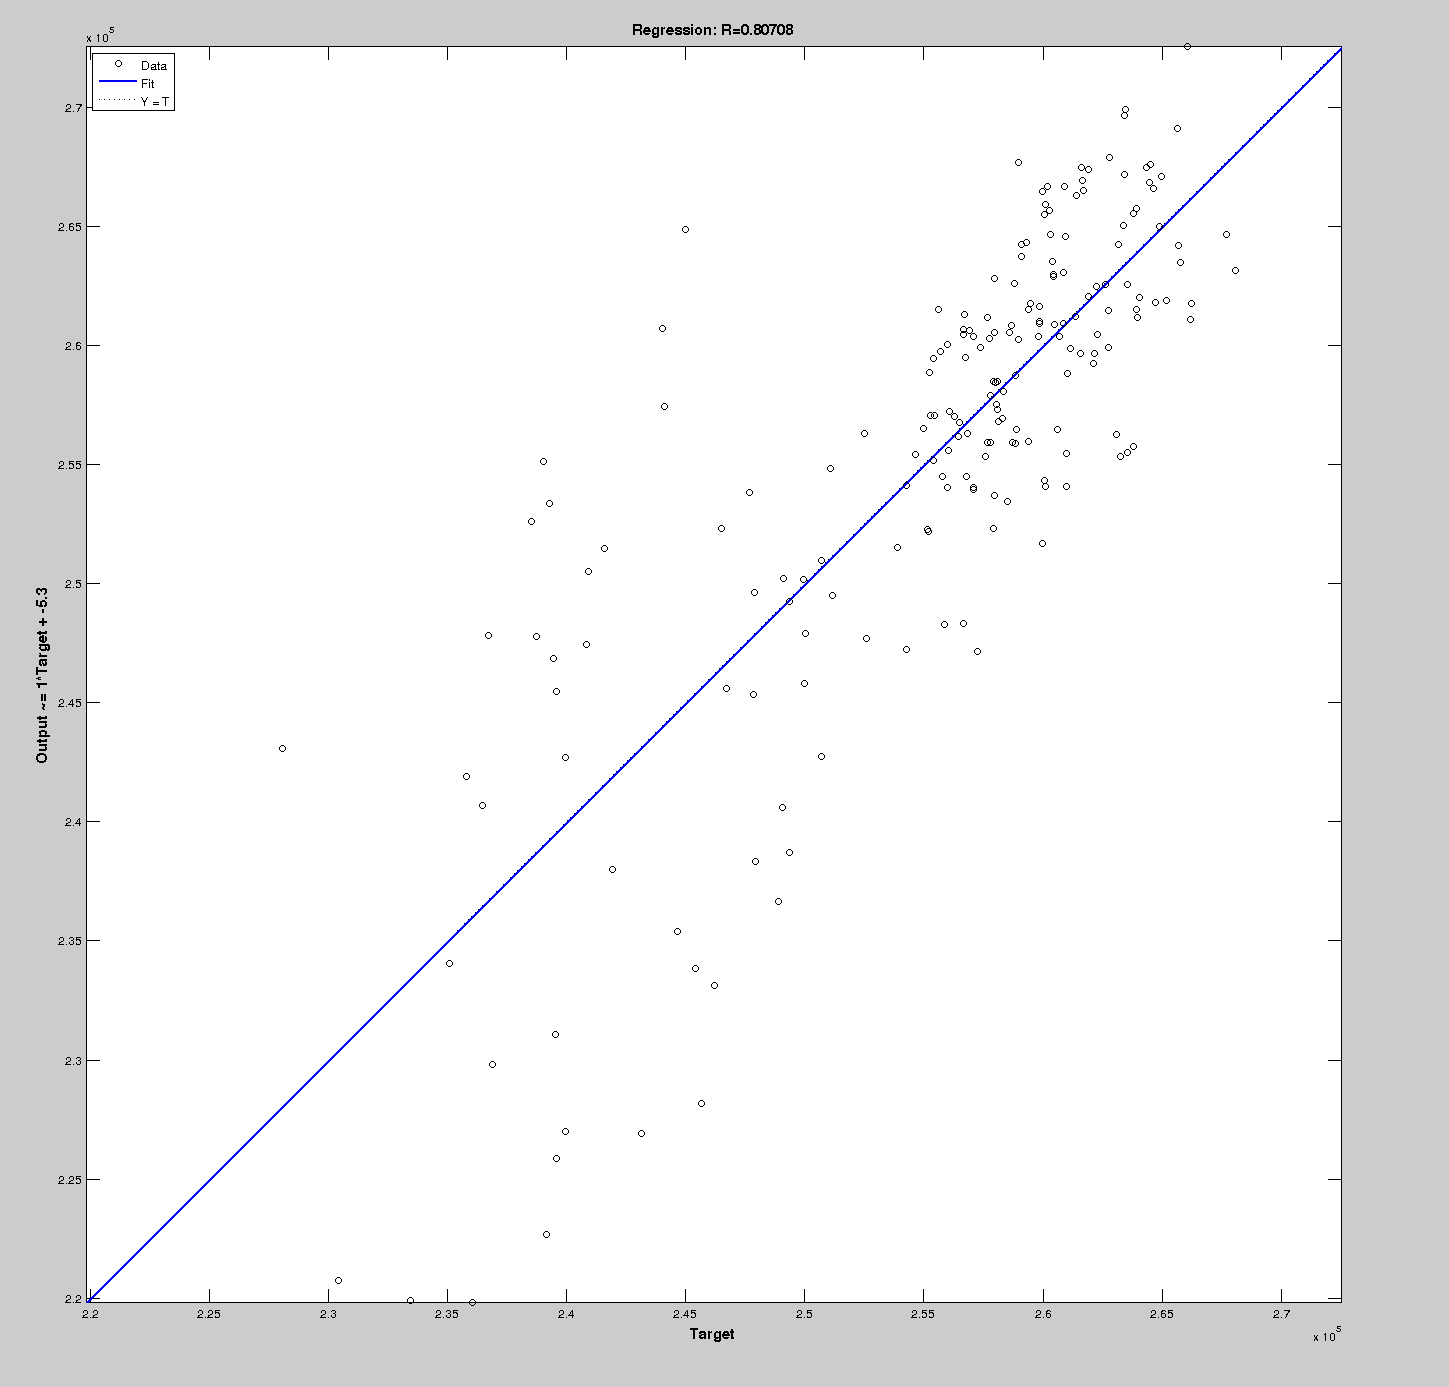 Regression: R=0.80708
x 10^5
Data
Fit
Y = T
2.7
2.65
2.6
2.55
2.5
2.45
2.4
2.35
2.3
2.25
2.2
Output ~= 1*Target + -5.3
2.2 2.25 2.3 2.35 2.4 2.45 2.5 2.55 2.6 2.65 2.7
Target
x 10^5